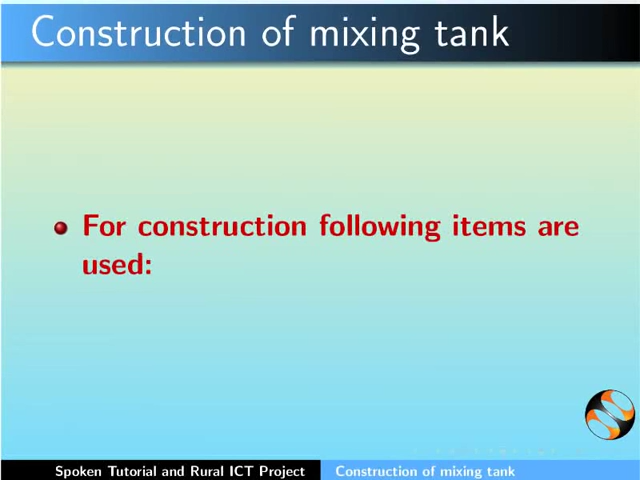 Construction of mixing tank
For construction following items are
used:
Spoken Tutorial and Rural ICT Project
Construction of mixing tank